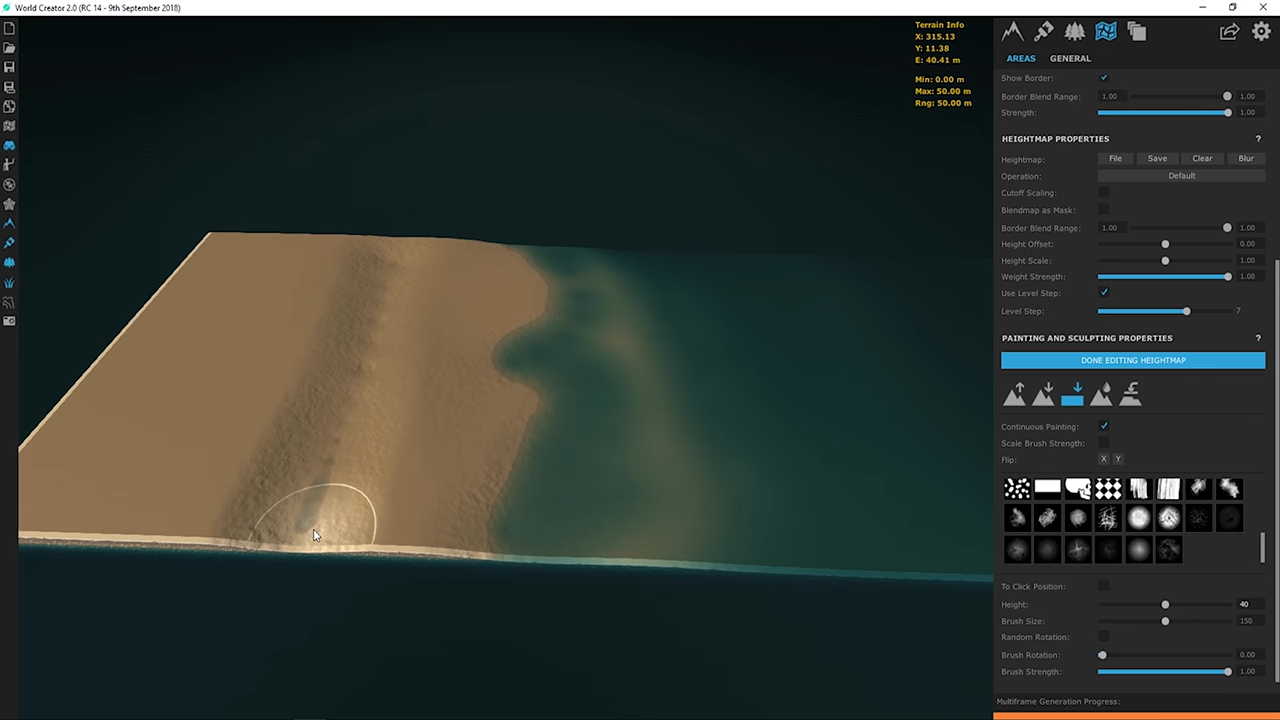 World Creator 2.0 (RC 14 - 9th September 2018)
Terrain Info
X: 315.13
Y: 11.38
E: 40.41 m
Min: 0.00 m
Max: 50.00 m
Rng: 50.00 m
AREAS GENERAL
Show Border:
Border Blend Range: 1.00 1.00
Strength: 1.00
HEIGHTMAP PROPERTIES ?
Heightmap: File Save Clear Blur
Operation: Default
Cutoff Scaling:
Blendmap as Mask:
Border Blend Range: 1.00 1.00
Height Offset: 0.00
Height Scale: 1.00
Weight Strength: 1.00
Use Level Step:
Level Step: 7
PAINTING AND SCULPTING PROPERTIES ?
DONE EDITING HEIGHTMAP
Continuous Painting:
Scale Brush Strength:
Flip: X Y
To Click Position:
Height: 40
Brush Size: 150
Random Rotation:
Brush Rotation: 0.00
Brush Strength: 1.00
Multiframe Generation Progress: